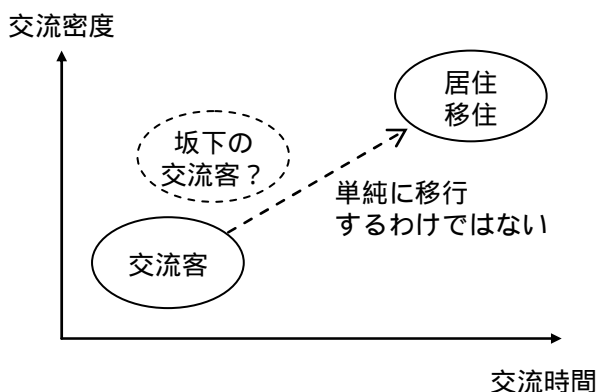 交流密度
居住
移住
坂下の
交流客？
単純に移行
するわけではない
交流客
交流時間